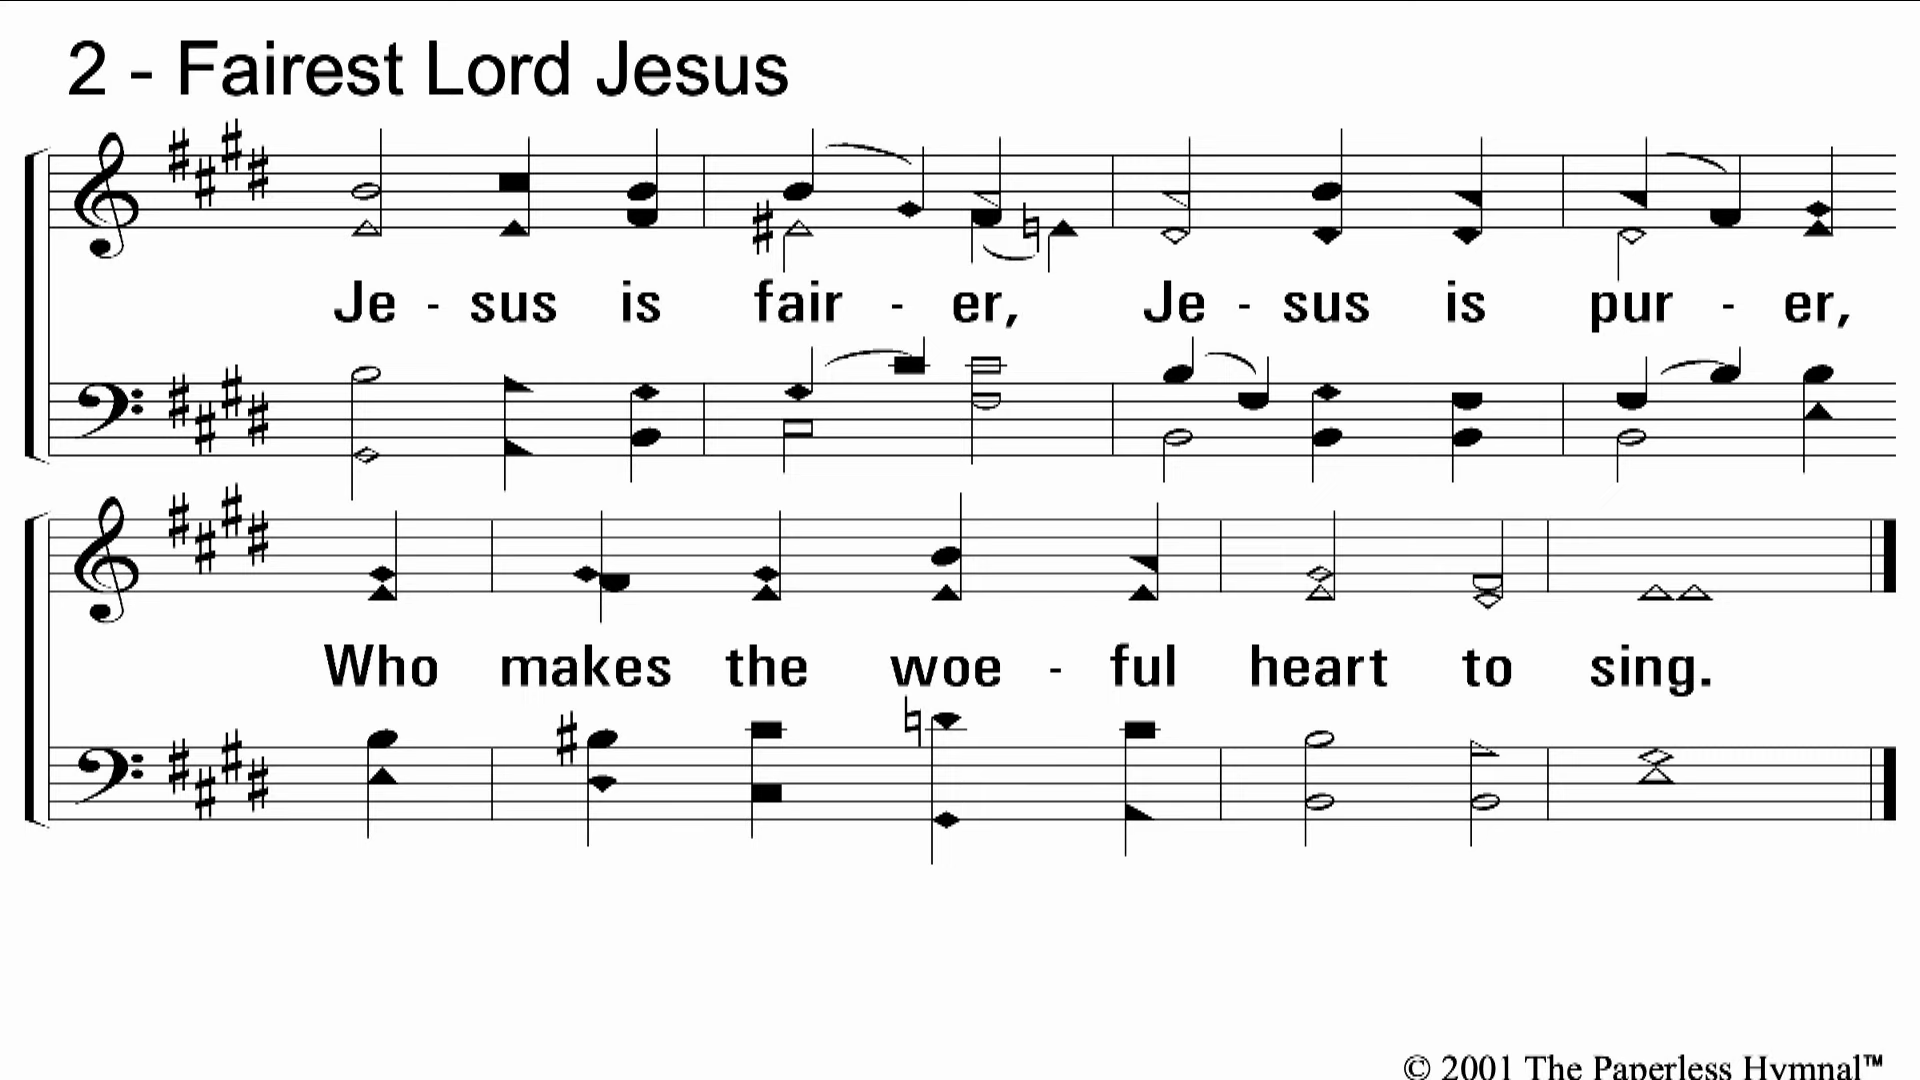 2 - Fairest Lord Jesus
Je - sus is fair - er, Je - sus is pur - er,
Who makes the woe - ful heart to sing.
© 2001 The Paperless Hymnal™